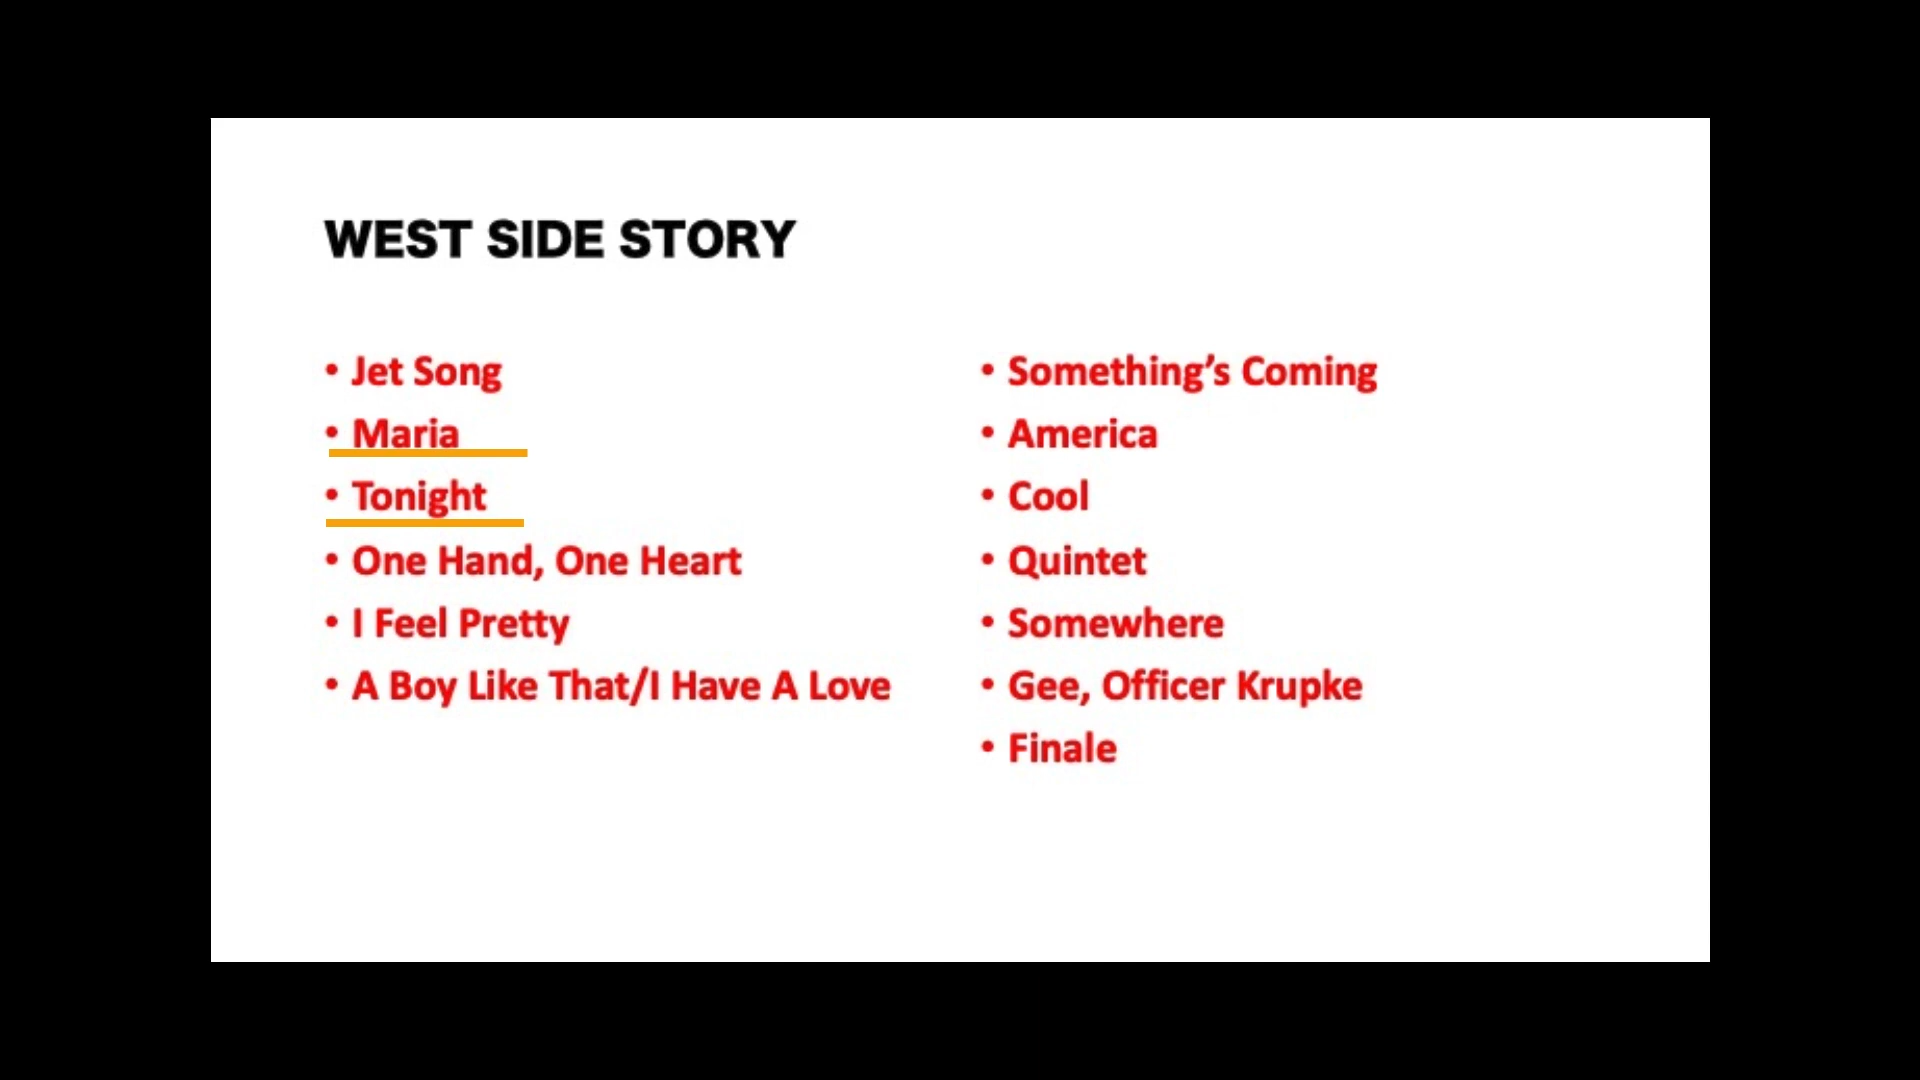 WEST SIDE STORY
• Jet Song
• Maria
• Tonight
• One Hand, One Heart
• I Feel Pretty
• A Boy Like That/I Have A Love
• Something’s Coming
• America
• Cool
• Quintet
• Somewhere
• Gee, Officer Krupke
• Finale